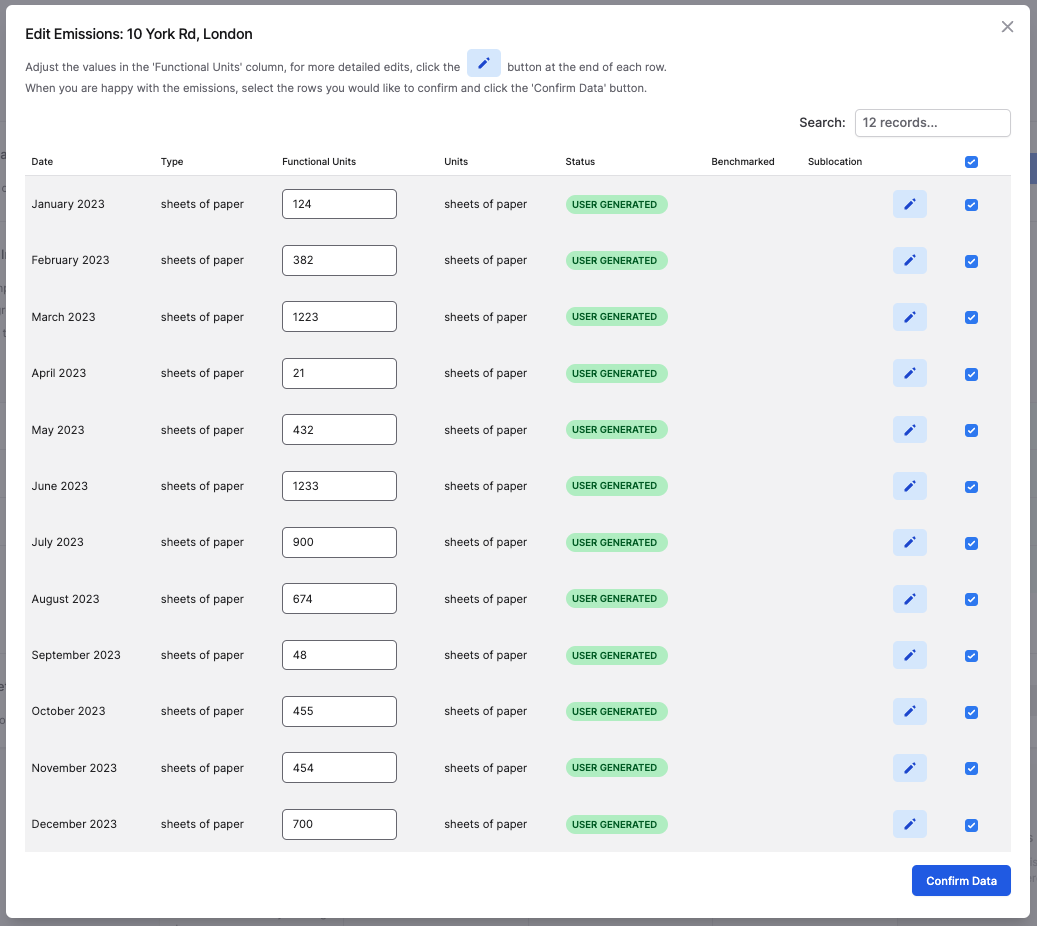 Edit Emissions: 10 York Rd, London
Adjust the values in the 'Functional Units' column, for more detailed edits, click the button at the end of each row.
When you are happy with the emissions, select the rows you would like to confirm and click the 'Confirm Data' button.
Search: 12 records...
Date Type Functional Units Units Status Benchmarked Sublocation
January 2023 sheets of paper 124 sheets of paper USER GENERATED
February 2023 sheets of paper 382 sheets of paper USER GENERATED
March 2023 sheets of paper 1223 sheets of paper USER GENERATED
April 2023 sheets of paper 21 sheets of paper USER GENERATED
May 2023 sheets of paper 432 sheets of paper USER GENERATED
June 2023 sheets of paper 1233 sheets of paper USER GENERATED
July 2023 sheets of paper 900 sheets of paper USER GENERATED
August 2023 sheets of paper 674 sheets of paper USER GENERATED
September 2023 sheets of paper 48 sheets of paper USER GENERATED
October 2023 sheets of paper 455 sheets of paper USER GENERATED
November 2023 sheets of paper 454 sheets of paper USER GENERATED
December 2023 sheets of paper 700 sheets of paper USER GENERATED
Confirm Data